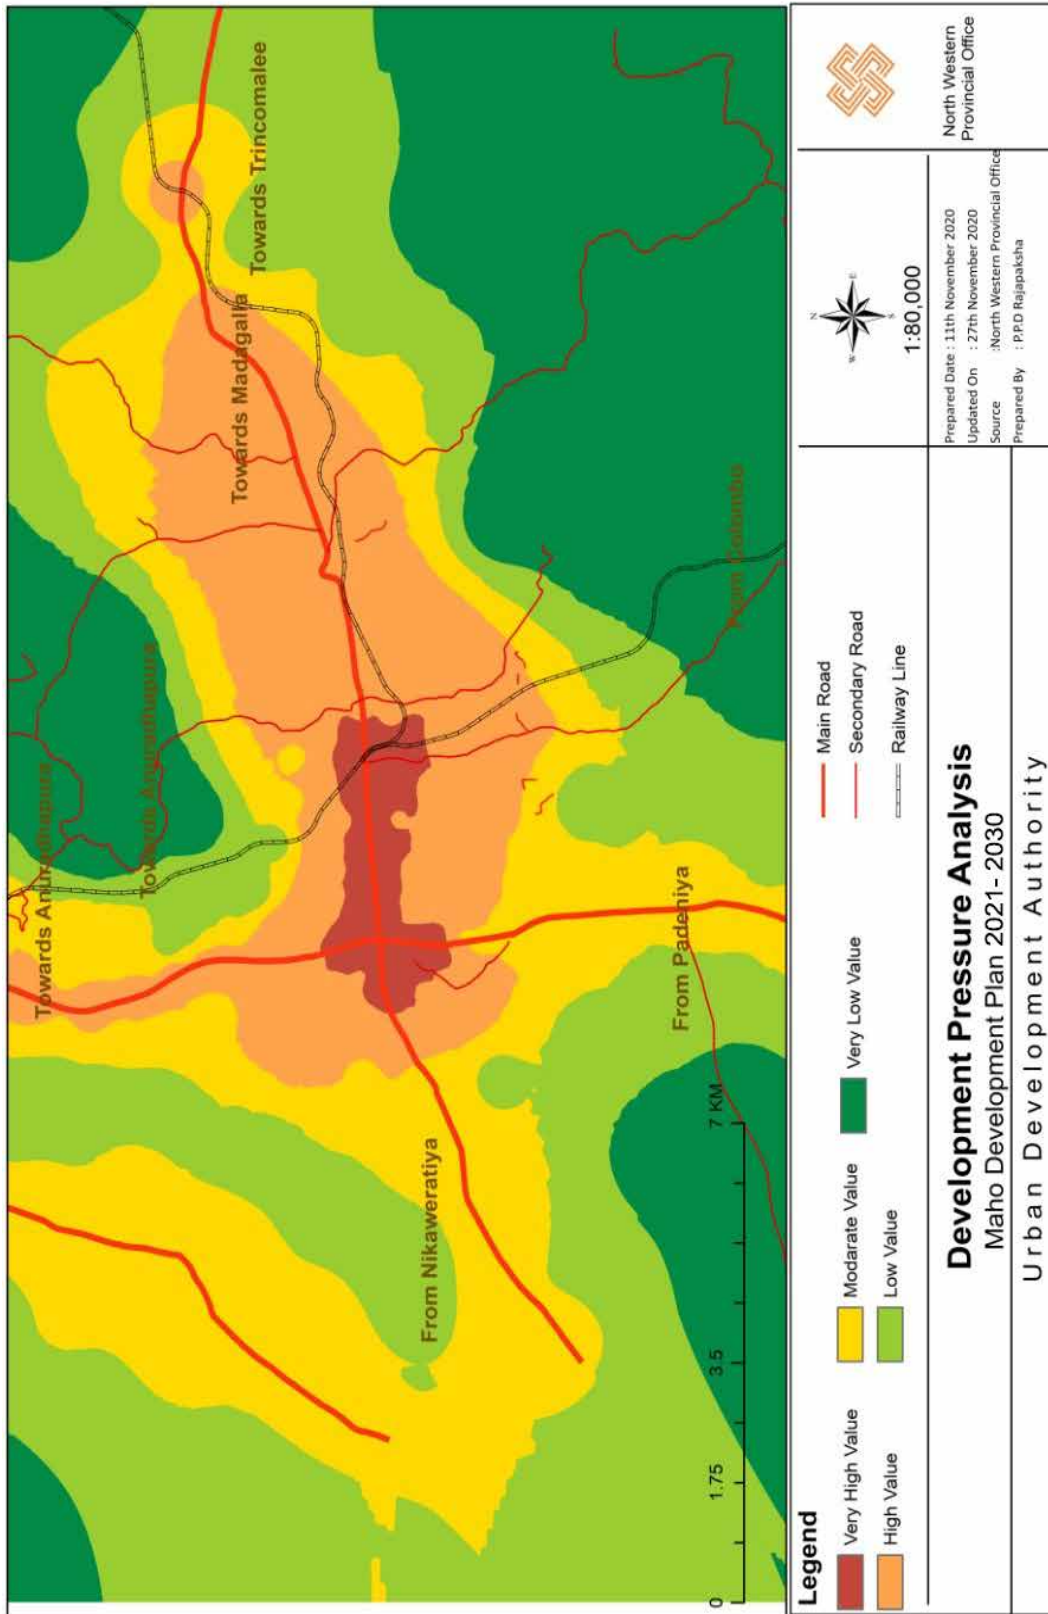 Towards Anuradhapura
Towards Anuradhapura
Towards Madagalla
Towards Trincomalee
From Nikaweratiya
From Padeniya
From Colombo
0 1.75 3.5 7 KM
Legend
Very High Value
High Value
Modarate Value
Low Value
Very Low Value
Main Road
Secondary Road
Railway Line
N
W
E
S
1:80,000
North Western
Provincial Office
Development Pressure Analysis
Maho Development Plan 2021- 2030
Urban Development Authority
Prepared Date : 11th November 2020
Updated On : 27th November 2020
Source :North Western Provincial Office
Prepared By : P.P.D Rajapaksha